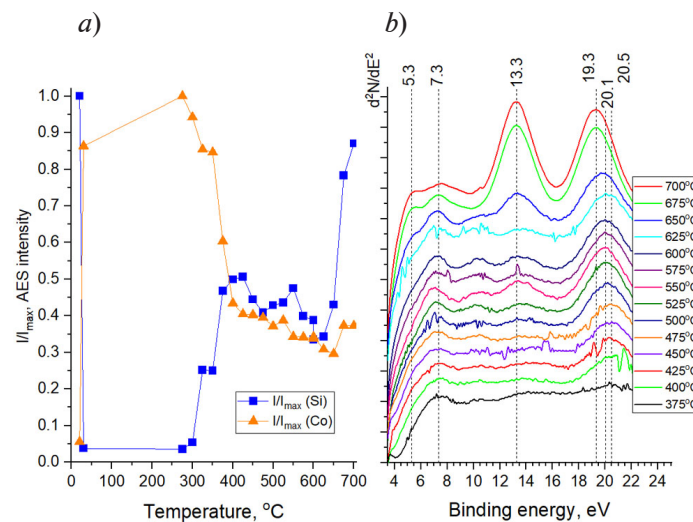 a)
b)
I/Imax, AES intensity
1.0
0.9
0.8
0.7
0.6
0.5
0.4
0.3
0.2
0.1
0.0
0 100 200 300 400 500 600 700
Temperature, °C
I/Imax (Si)
I/Imax (Co)
d²N/dE²
5.3
7.3
13.3
19.3
20.1
20.5
4 6 8 10 12 14 16 18 20 22 24
Binding energy, eV
700°C
675°C
650°C
625°C
600°C
575°C
550°C
525°C
500°C
475°C
450°C
425°C
400°C
375°C